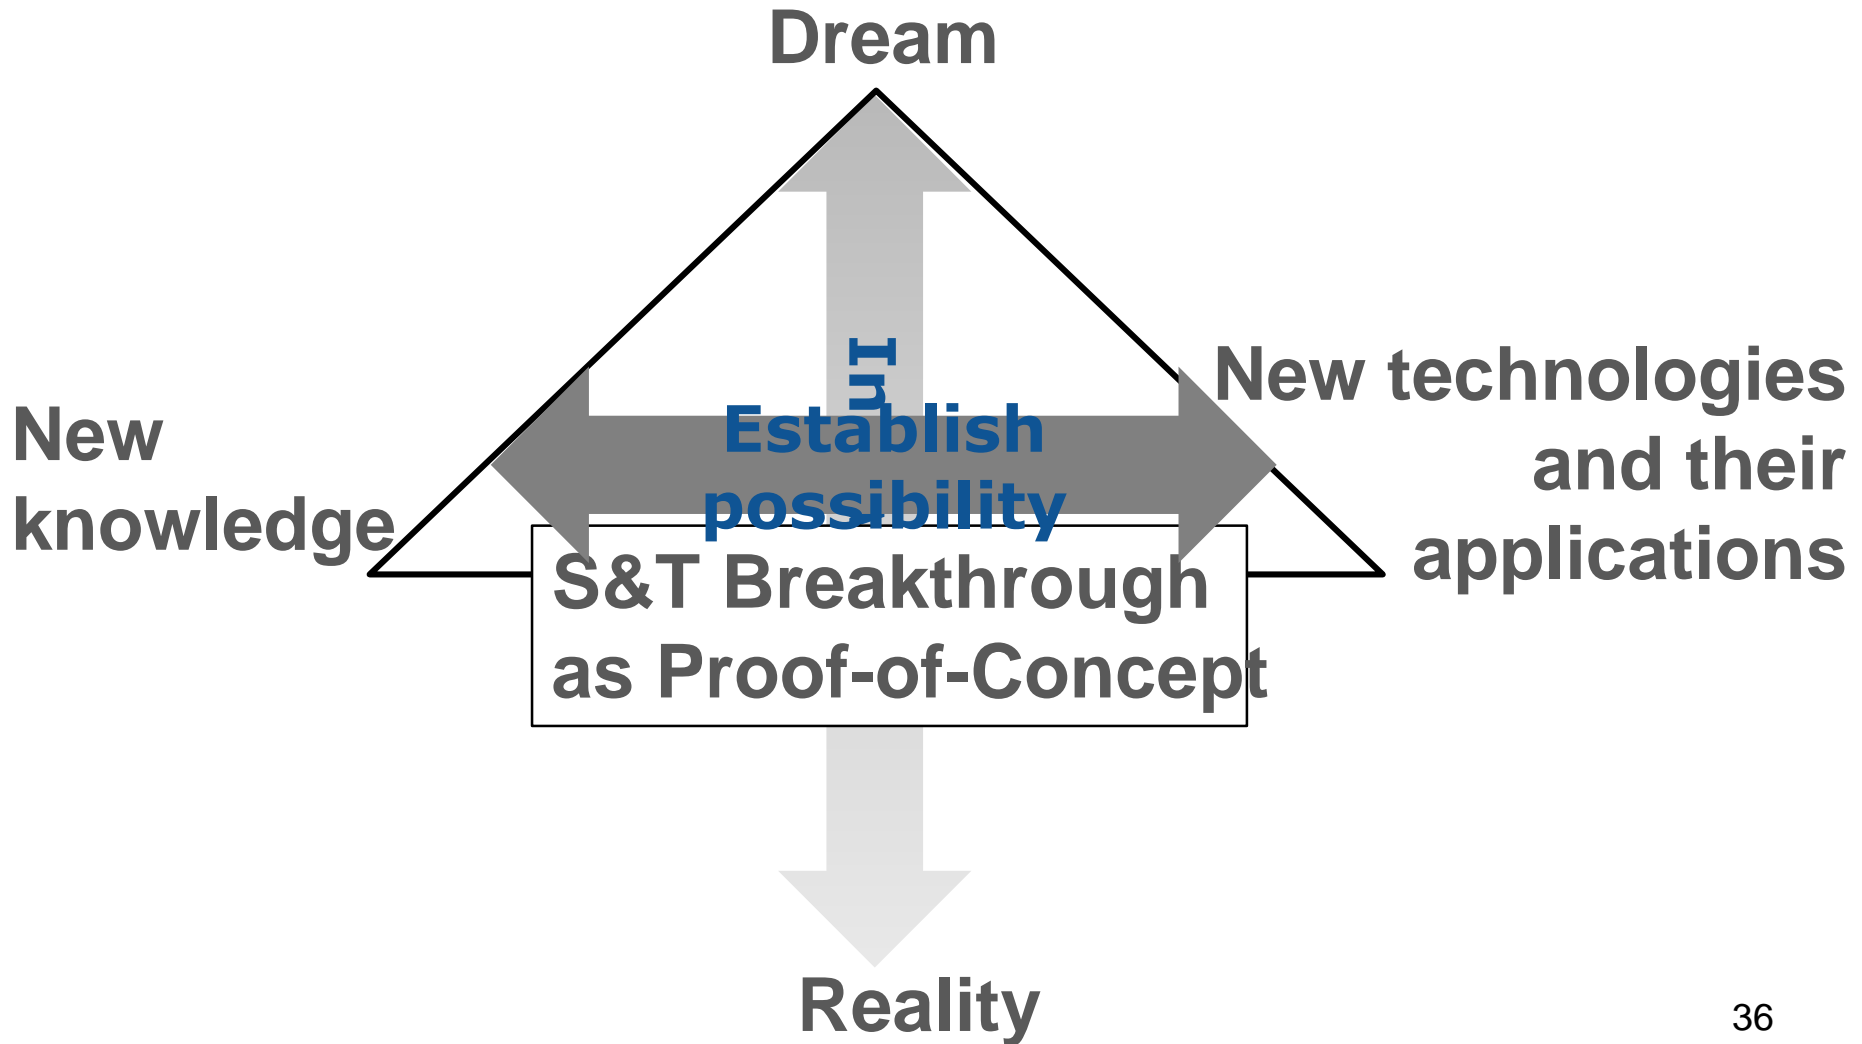 Dream
New
knowledge
Establish
possibility
New technologies
and their
applications
S&T Breakthrough
as Proof-of-Concept
Reality
36